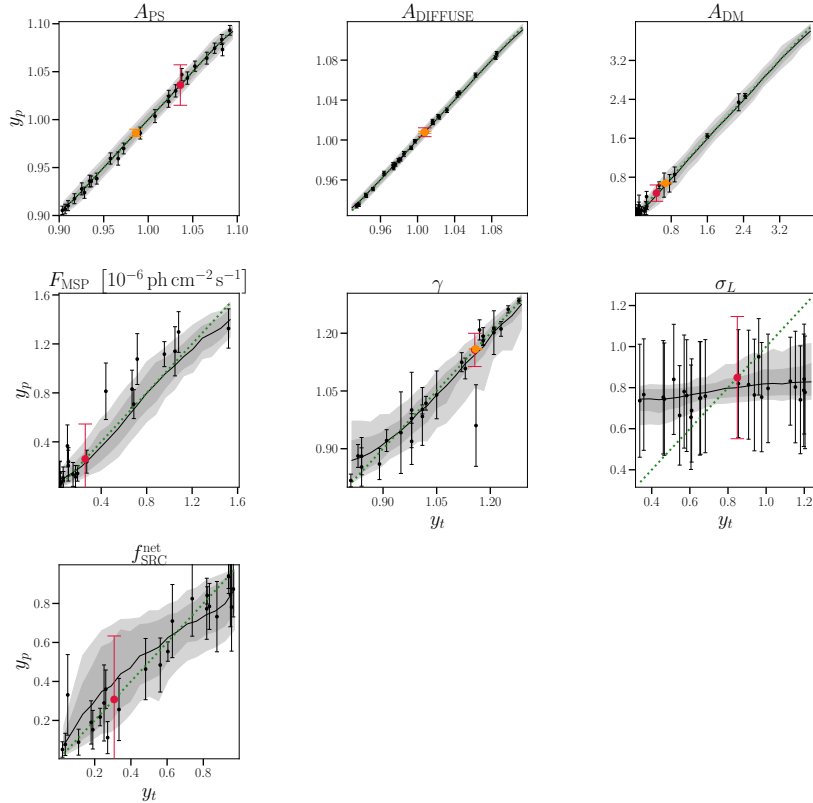 A_PS A_DIFFUSE A_DM
1.10 1.05 1.00 0.95 0.90
y_p
0.90 0.95 1.00 1.05 1.10
1.08 1.04 1.00 0.96
0.96 1.00 1.04 1.08
3.2 2.4 1.6 0.8
0.8 1.6 2.4 3.2
F_MSP [10^−6 ph cm^−2 s^−1] γ σ_L
1.6 1.2 0.8 0.4
y_p
0.4 0.8 1.2 1.6
1.20 1.05 0.90
0.90 1.05 1.20
y_t
1.2 1.0 0.8 0.6 0.4
0.4 0.6 0.8 1.0 1.2
y_t
f_SRC^net
0.8 0.6 0.4 0.2
y_p
0.2 0.4 0.6 0.8
y_t